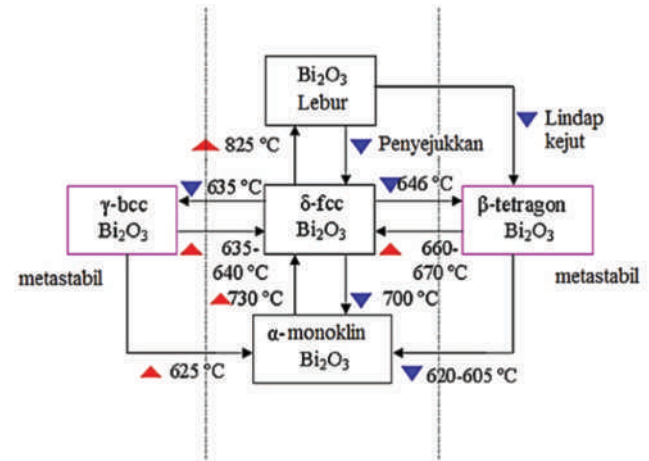 Bi₂O₃
Lebur
Lindap
kejut
825 °C
Penyejukkan
635 °C
646 °C
γ-bcc
Bi₂O₃
δ-fcc
Bi₂O₃
β-tetragon
Bi₂O₃
metastabil
635-
640 °C
660-
670 °C
metastabil
730 °C
700 °C
α-monoklin
Bi₂O₃
625 °C
620-605 °C